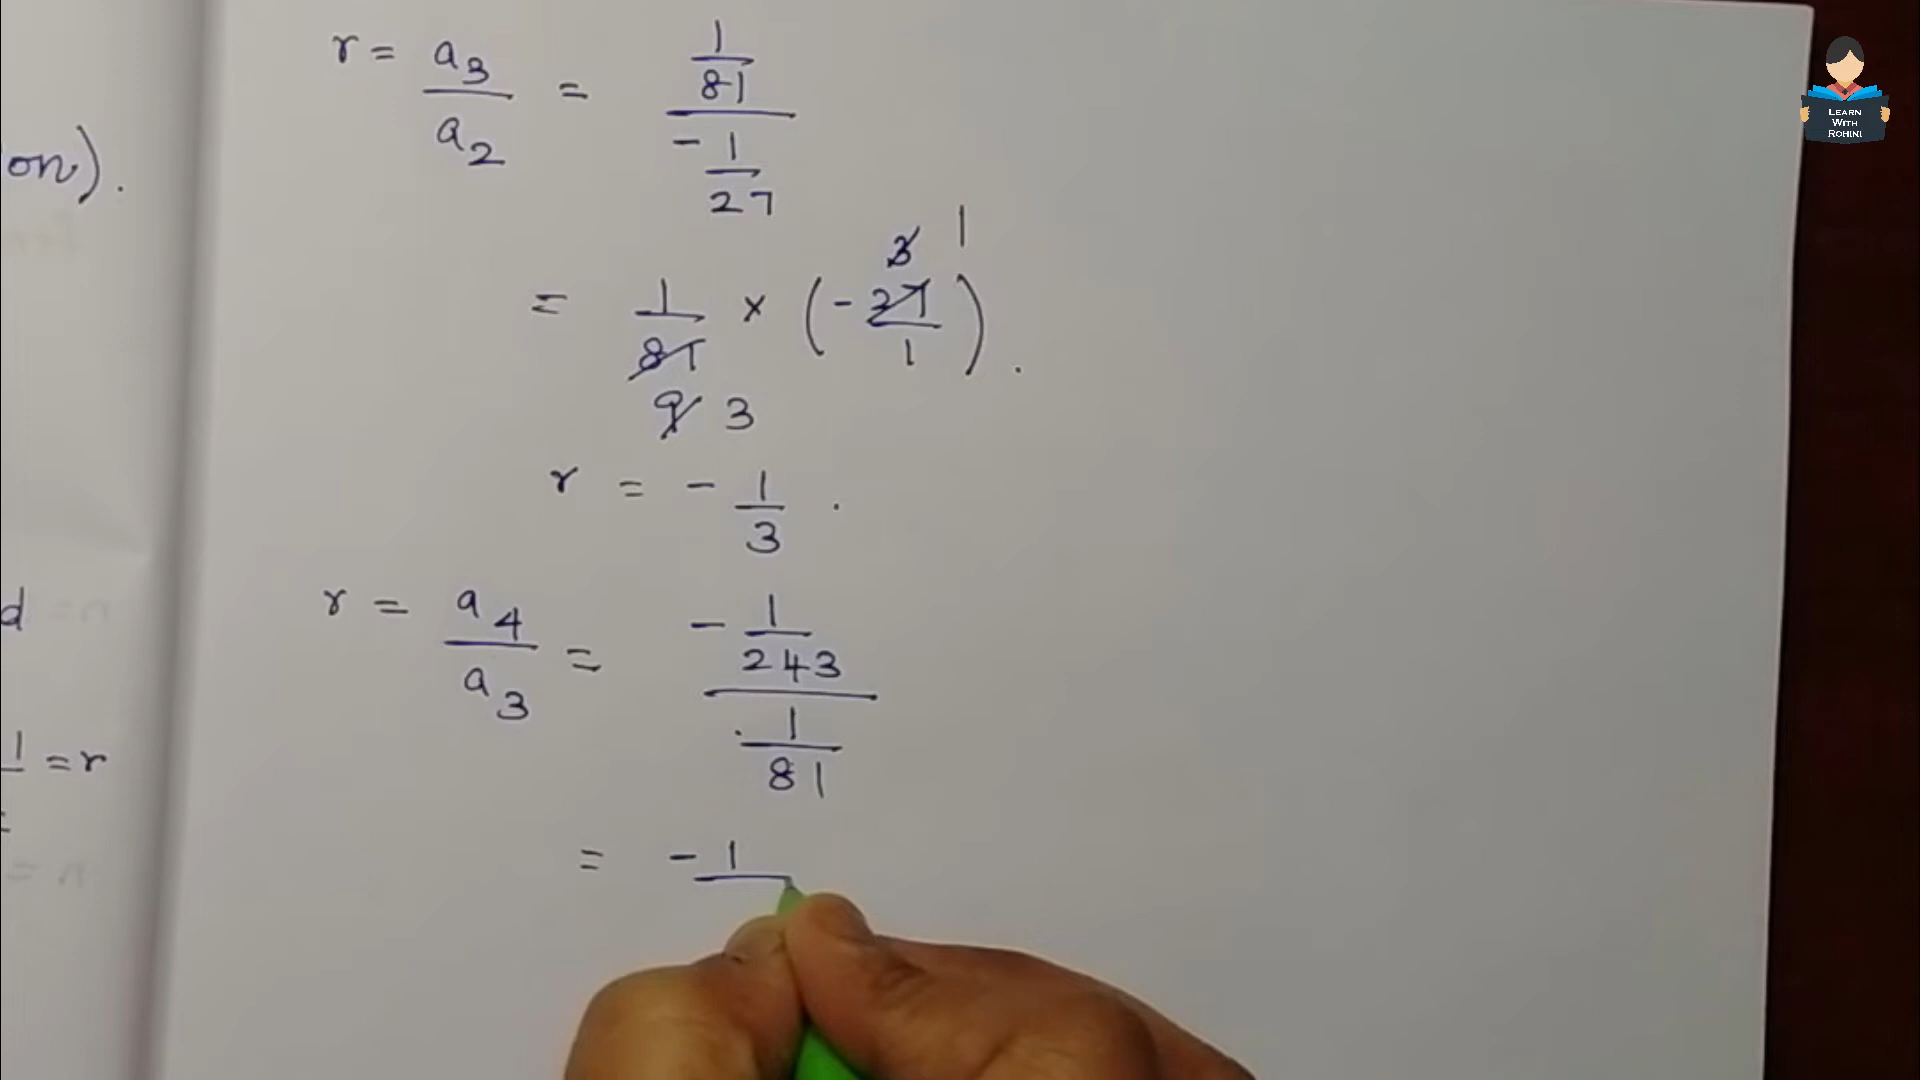 r = a3/a2 = (1/81)/(-1/27)
on).
= 1/81 × (-27/1).
3 1
9 3
r = -1/3.
d
r = a4/a3 = (-1/243)/(1/81)
1 = r
= -1
LEARN
WITH
ROHINI